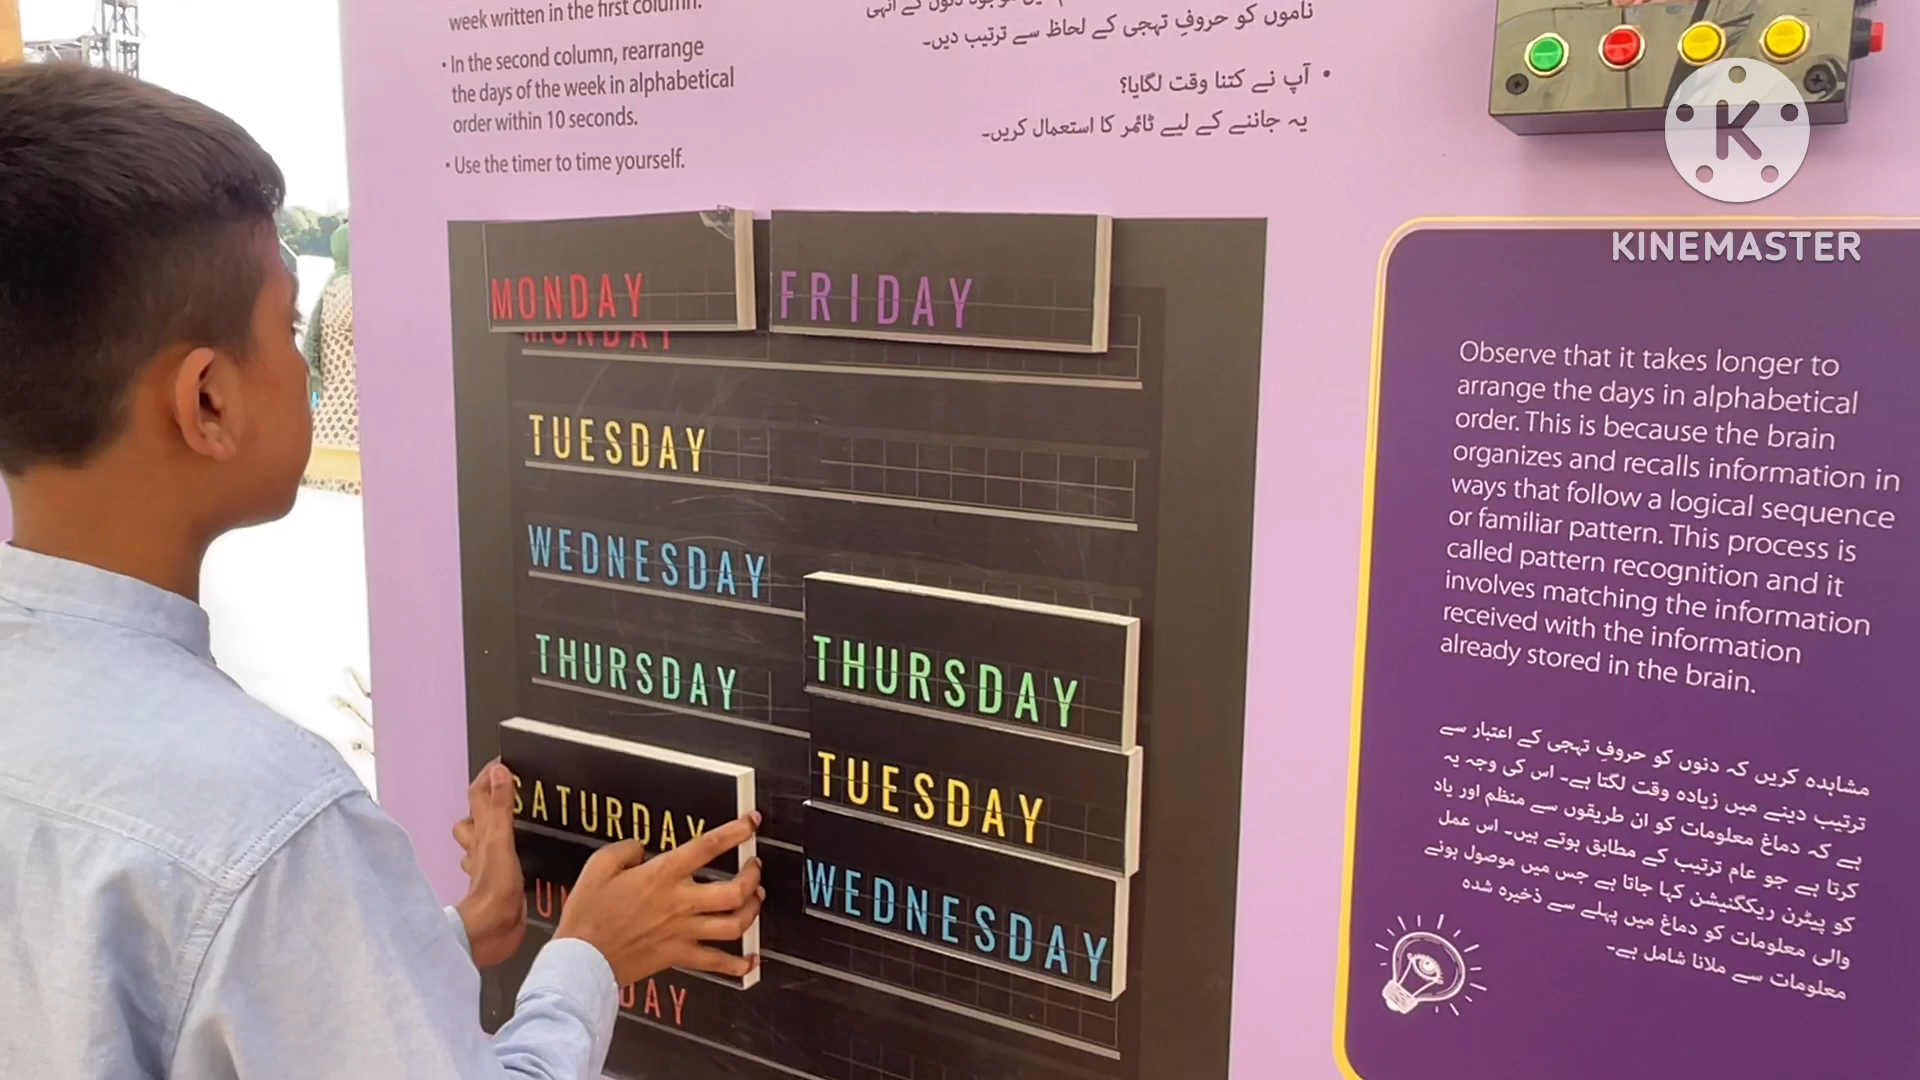 week written in the first column.
• In the second column, rearrange
the days of the week in alphabetical
order within 10 seconds.
• Use the timer to time yourself.
ناموں کو حروفِ تہجی کے لحاظ سے ترتیب دیں۔
• آپ نے کتنا وقت لگایا؟
یہ جاننے کے لیے ٹائمر کا استعمال کریں۔
K
KINEMASTER
MONDAY
FRIDAY
MONDAY
TUESDAY
WEDNESDAY
THURSDAY
THURSDAY
TUESDAY
SATURDAY
WEDNESDAY
Observe that it takes longer to
arrange the days in alphabetical
order. This is because the brain
organizes and recalls information in
ways that follow a logical sequence
or familiar pattern. This process is
called pattern recognition and it
involves matching the information
received with the information
already stored in the brain.
مشاہدہ کریں کہ دنوں کو حروفِ تہجی کے اعتبار سے
ترتیب دینے میں زیادہ وقت لگتا ہے۔ اس کی وجہ یہ
ہے کہ دماغ معلومات کو ان طریقوں سے منظم اور یاد
کرتا ہے جو عام ترتیب کے مطابق ہوتے ہیں۔ اس عمل
کو پیٹرن ریکگنیشن کہا جاتا ہے جس میں موصول ہونے
والی معلومات کو دماغ میں پہلے سے ذخیرہ شدہ
معلومات سے ملانا شامل ہے۔